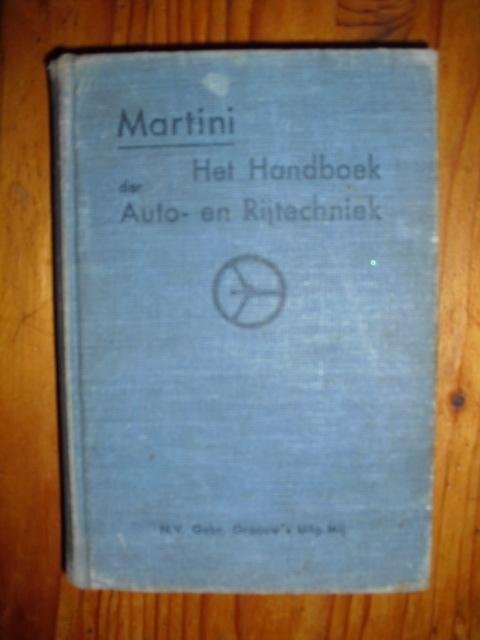 Martini
Het Handboek
der
Auto- en Rijtechniek
N.V. Gebr. Graauw's Uitg. Mij